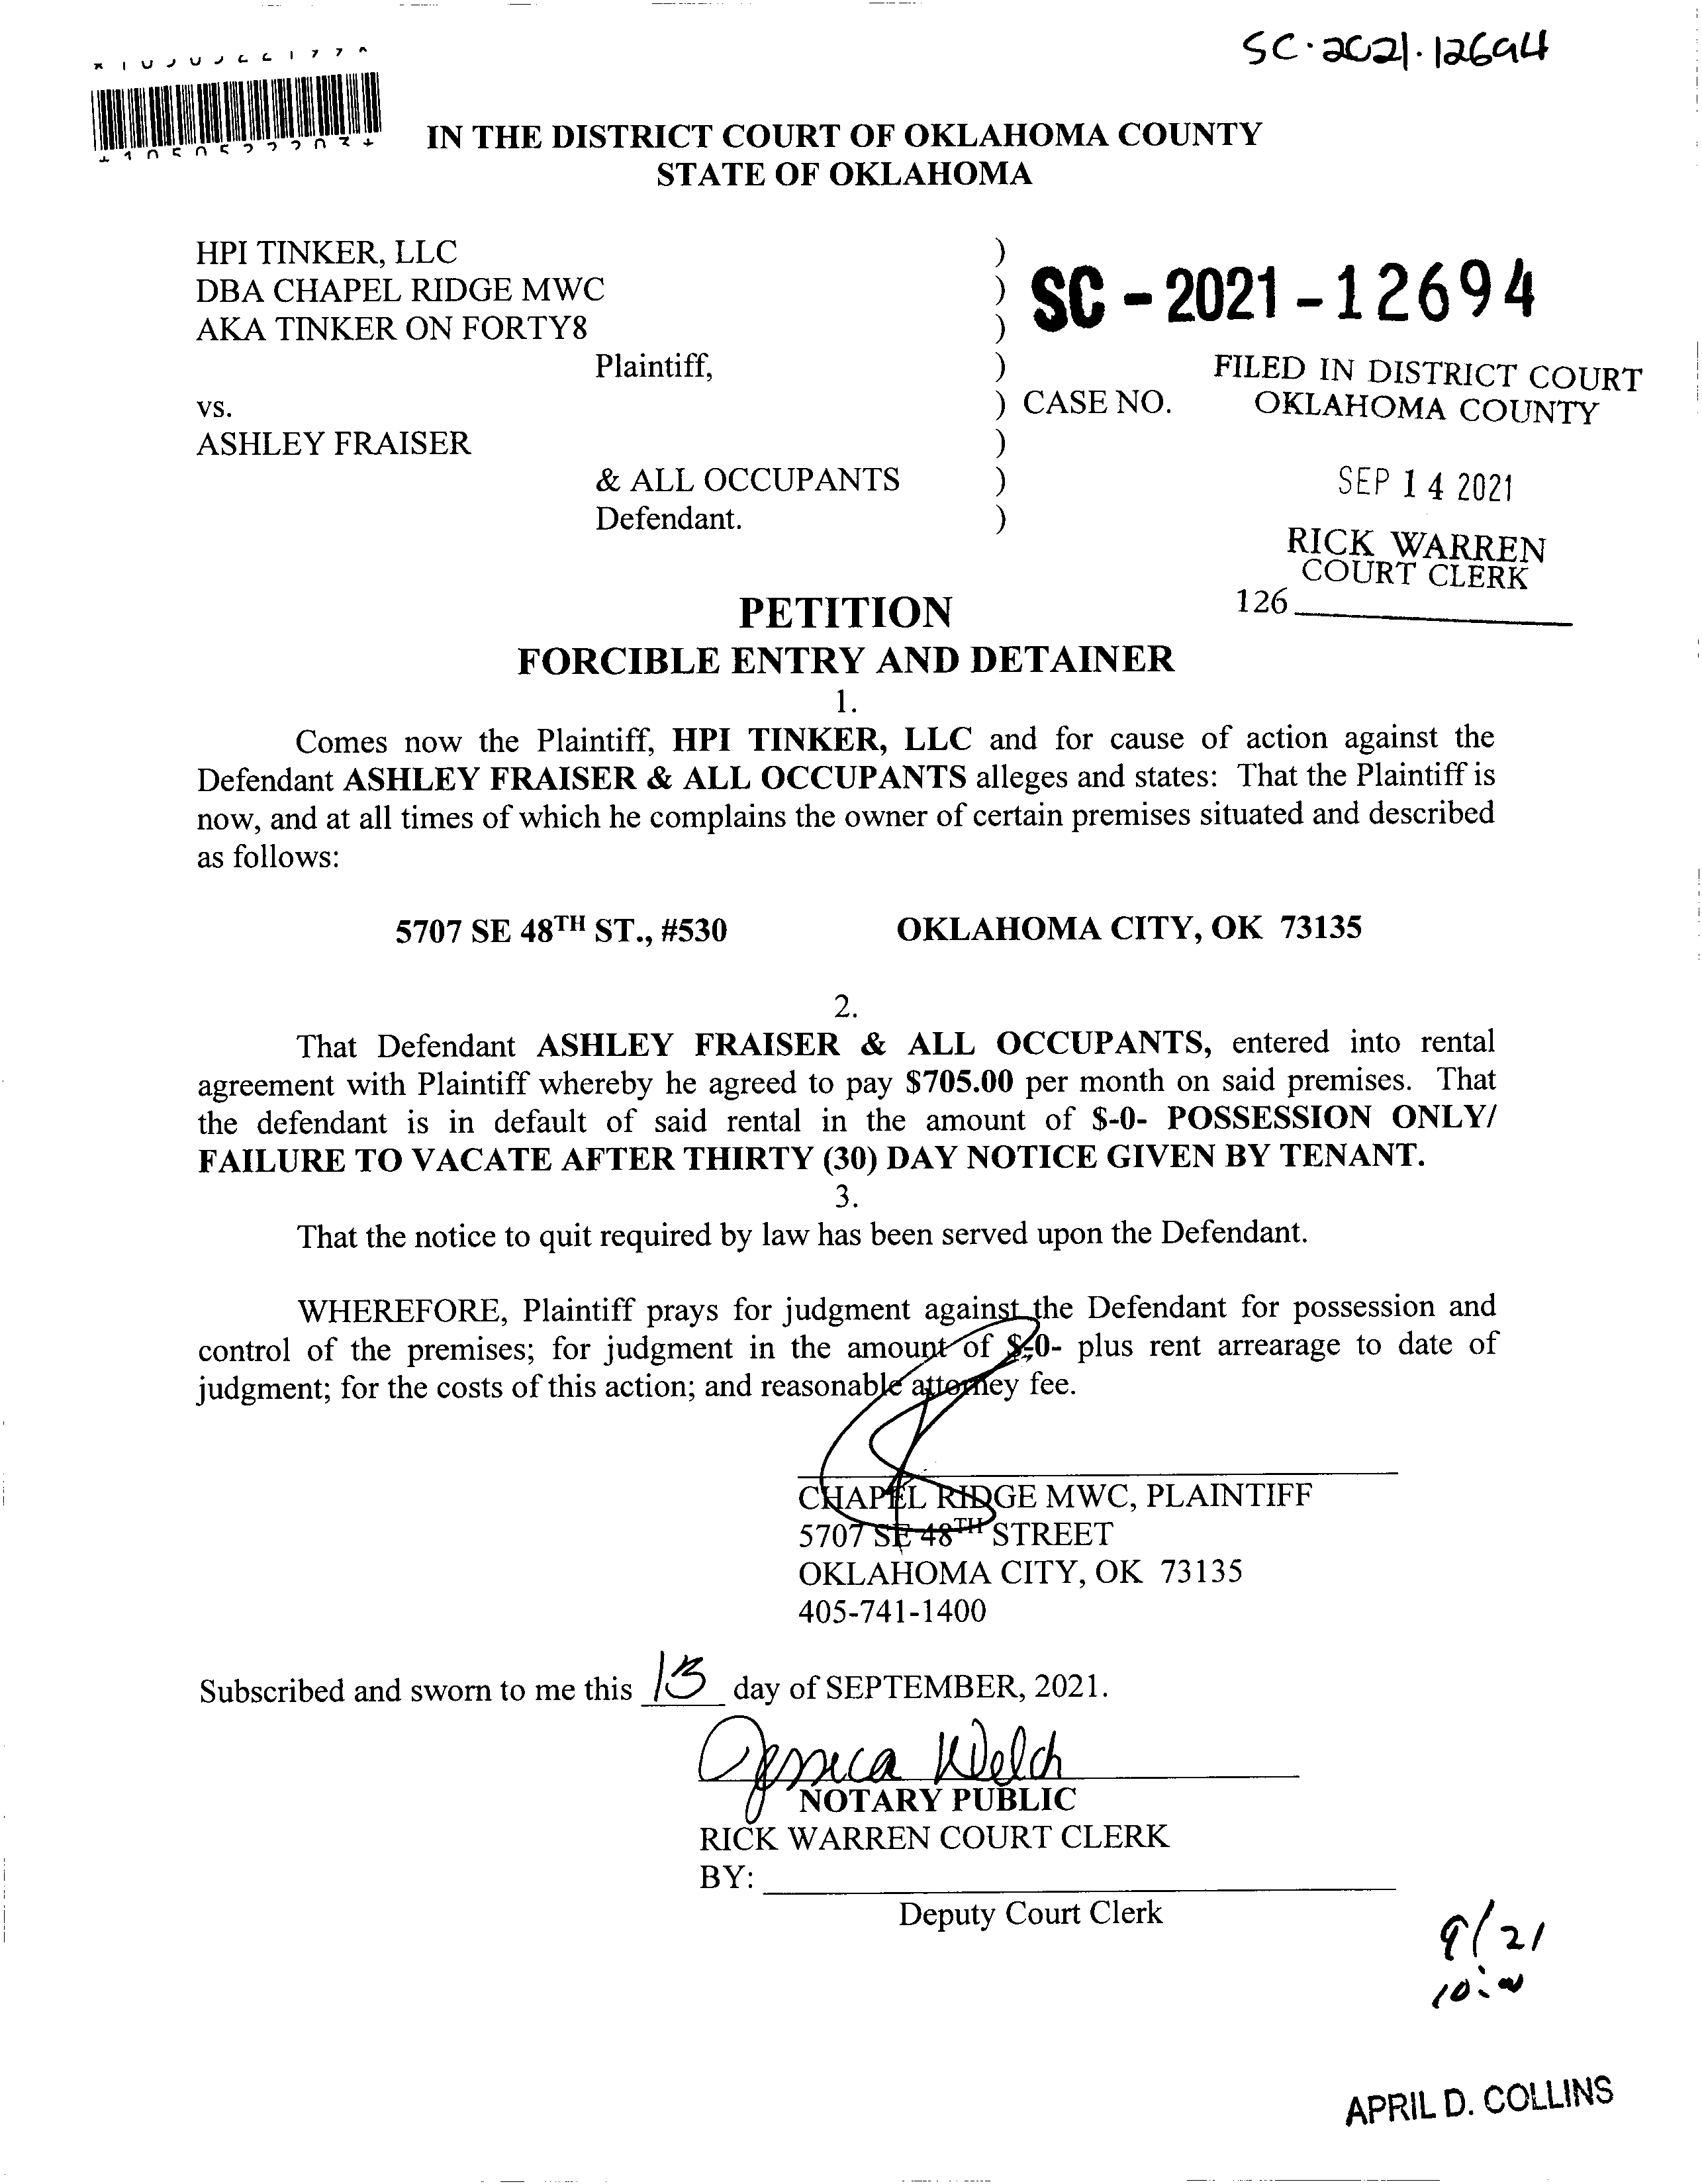 SC·2021·12694
IN THE DISTRICT COURT OF OKLAHOMA COUNTY
STATE OF OKLAHOMA
HPI TINKER, LLC )
DBA CHAPEL RIDGE MWC )
AKA TINKER ON FORTY8 )
SC - 2021 - 12694
Plaintiff, )
vs. ) CASE NO.
ASHLEY FRAISER )
& ALL OCCUPANTS )
Defendant. )
FILED IN DISTRICT COURT
OKLAHOMA COUNTY
SEP 14 2021
RICK WARREN
COURT CLERK
126
PETITION
FORCIBLE ENTRY AND DETAINER
1.
Comes now the Plaintiff, HPI TINKER, LLC and for cause of action against the
Defendant ASHLEY FRAISER & ALL OCCUPANTS alleges and states: That the Plaintiff is
now, and at all times of which he complains the owner of certain premises situated and described
as follows:
5707 SE 48TH ST., #530 OKLAHOMA CITY, OK 73135
2.
That Defendant ASHLEY FRAISER & ALL OCCUPANTS, entered into rental
agreement with Plaintiff whereby he agreed to pay $705.00 per month on said premises. That
the defendant is in default of said rental in the amount of $-0- POSSESSION ONLY/
FAILURE TO VACATE AFTER THIRTY (30) DAY NOTICE GIVEN BY TENANT.
3.
That the notice to quit required by law has been served upon the Defendant.
WHEREFORE, Plaintiff prays for judgment against the Defendant for possession and
control of the premises; for judgment in the amount of $-0- plus rent arrearage to date of
judgment; for the costs of this action; and reasonable attorney fee.
CHAPEL RIDGE MWC, PLAINTIFF
5707 SE 48TH STREET
OKLAHOMA CITY, OK 73135
405-741-1400
Subscribed and sworn to me this 13 day of SEPTEMBER, 2021.
Jessica Welch
NOTARY PUBLIC
RICK WARREN COURT CLERK
BY:
Deputy Court Clerk
9/21
APRIL D. COLLINS